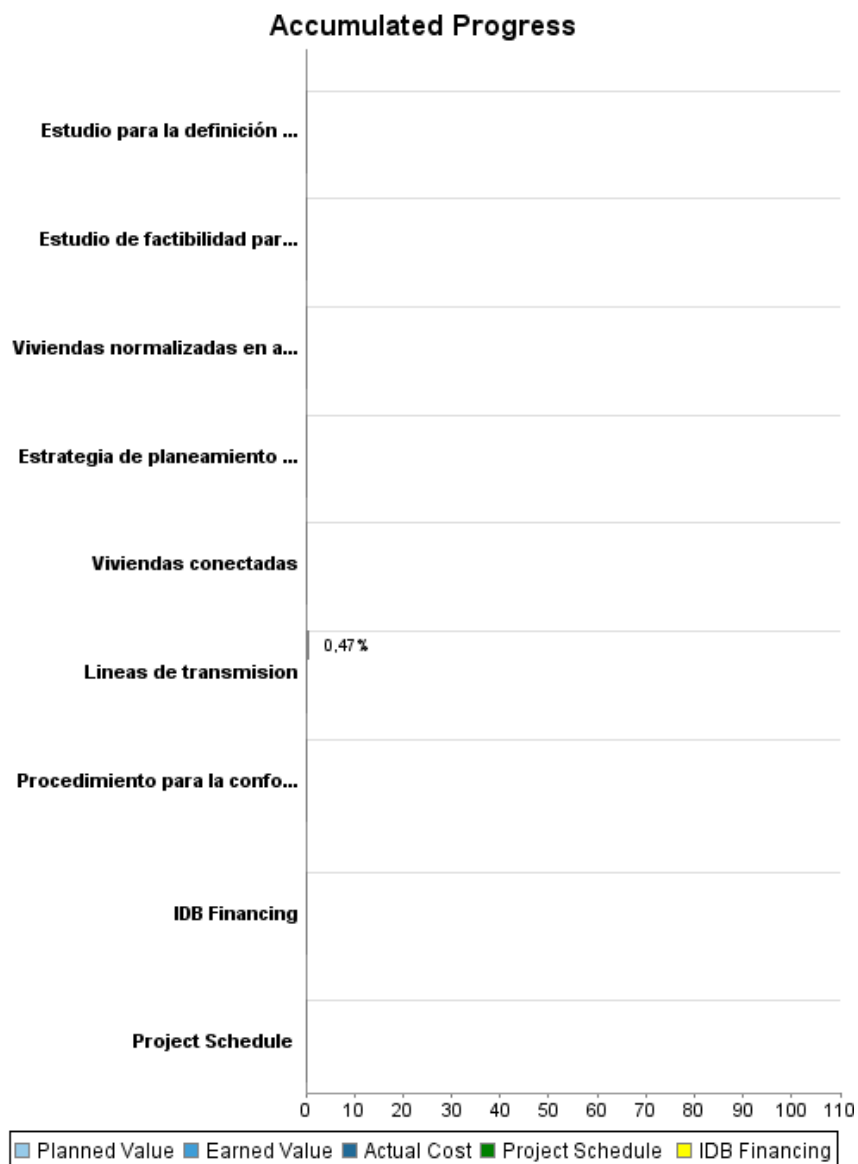 Accumulated Progress
Estudio para la definición ...
Estudio de factibilidad par...
Viviendas normalizadas en a...
Estrategia de planeamiento ...
Viviendas conectadas
0,47%
Lineas de transmision
Procedimiento para la confo...
IDB Financing
Project Schedule
0 10 20 30 40 50 60 70 80 90 100 110
Planned Value Earned Value Actual Cost Project Schedule IDB Financing